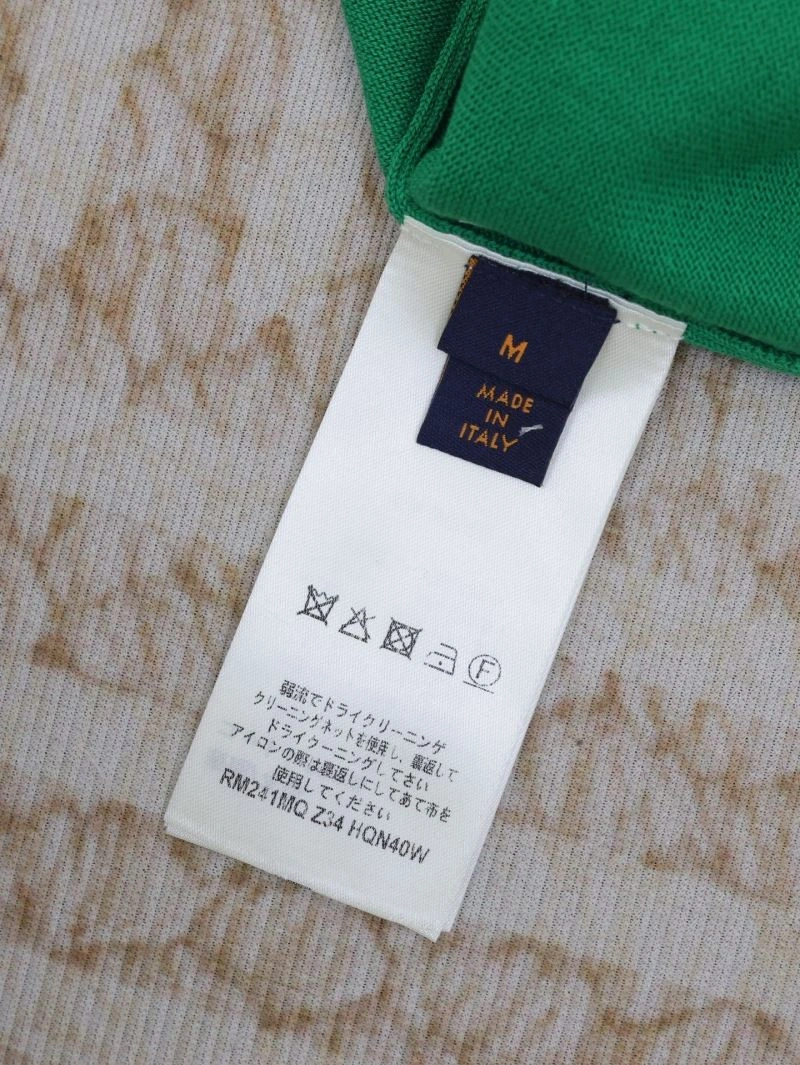 M
MADE
IN
ITALY
F
弱流でドライクリーニング
クリーニングネットを使用し、裏返して
ドライクーニングしてさい
アイロンの際は裏返しにしてあて布を
使用してください
RM241MQ Z34 HQN40W